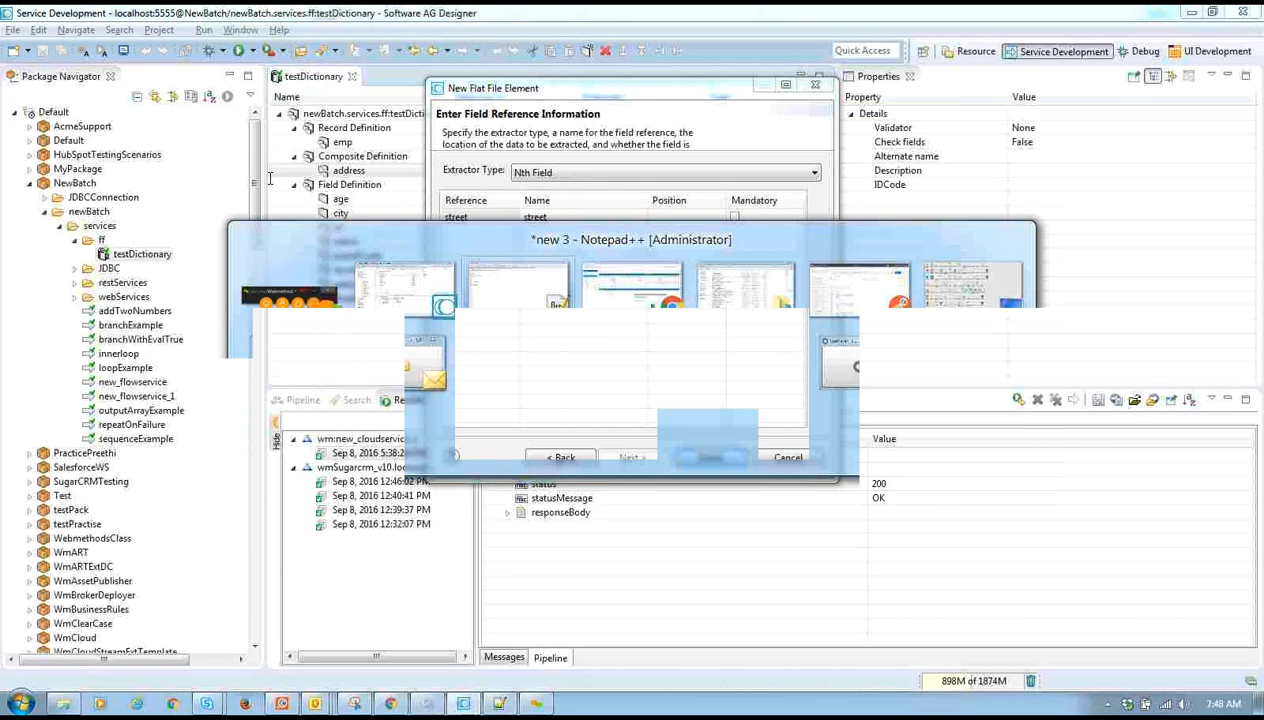 Service Development - localhost:5555@NewBatch/newBatch.services.ff:testDictionary - Software AG Designer
File Edit Navigate Search Project Run Window Help
Quick Access Resource Service Development Debug UI Development
Package Navigator
Default
AcmeSupport
Default
HubSpotTestingScenarios
MyPackage
NewBatch
JDBCConnection
newBatch
services
ff
testDictionary
JDBC
restServices
webServices
addTwoNumbers
branchExample
branchWithEvalTrue
innerloop
loopExample
new_flowservice
new_flowservice_1
outputArrayExample
repeatOnFailure
sequenceExample
PracticePreethi
SalesforceWS
SugarCRMTesting
Test
testPack
testPractise
WebmethodsClass
WmART
WmARTExtDC
WmAssetPublisher
WmBrokerDeployer
WmBusinessRules
WmClearCase
WmCloud
WmCloudStreamExtTemplate
testDictionary
Name
newBatch.services.ff:testDicti
Record Definition
emp
Composite Definition
address
Field Definition
age
city
New Flat File Element
Enter Field Reference Information
Specify the extractor type, a name for the field reference, the
location of the data to be extracted, and whether the field is
Extractor Type: Nth Field
Reference Name Position Mandatory
street street
*new 3 - Notepad++ [Administrator]
< Back Next > Cancel
Properties
Property Value
Details
Validator None
Check fields False
Alternate name
Description
IDCode
Pipeline Search Re
Hide
wm:new_cloudservic
Sep 8, 2016 5:38:2
wmSugarcrm_v10.lo
Sep 8, 2016 12:46:02 PM
Sep 8, 2016 12:40:41 PM
Sep 8, 2016 12:39:37 PM
Sep 8, 2016 12:32:07 PM
Value
status 200
statusMessage OK
responseBody
Messages Pipeline
898M of 1874M
7:48 AM